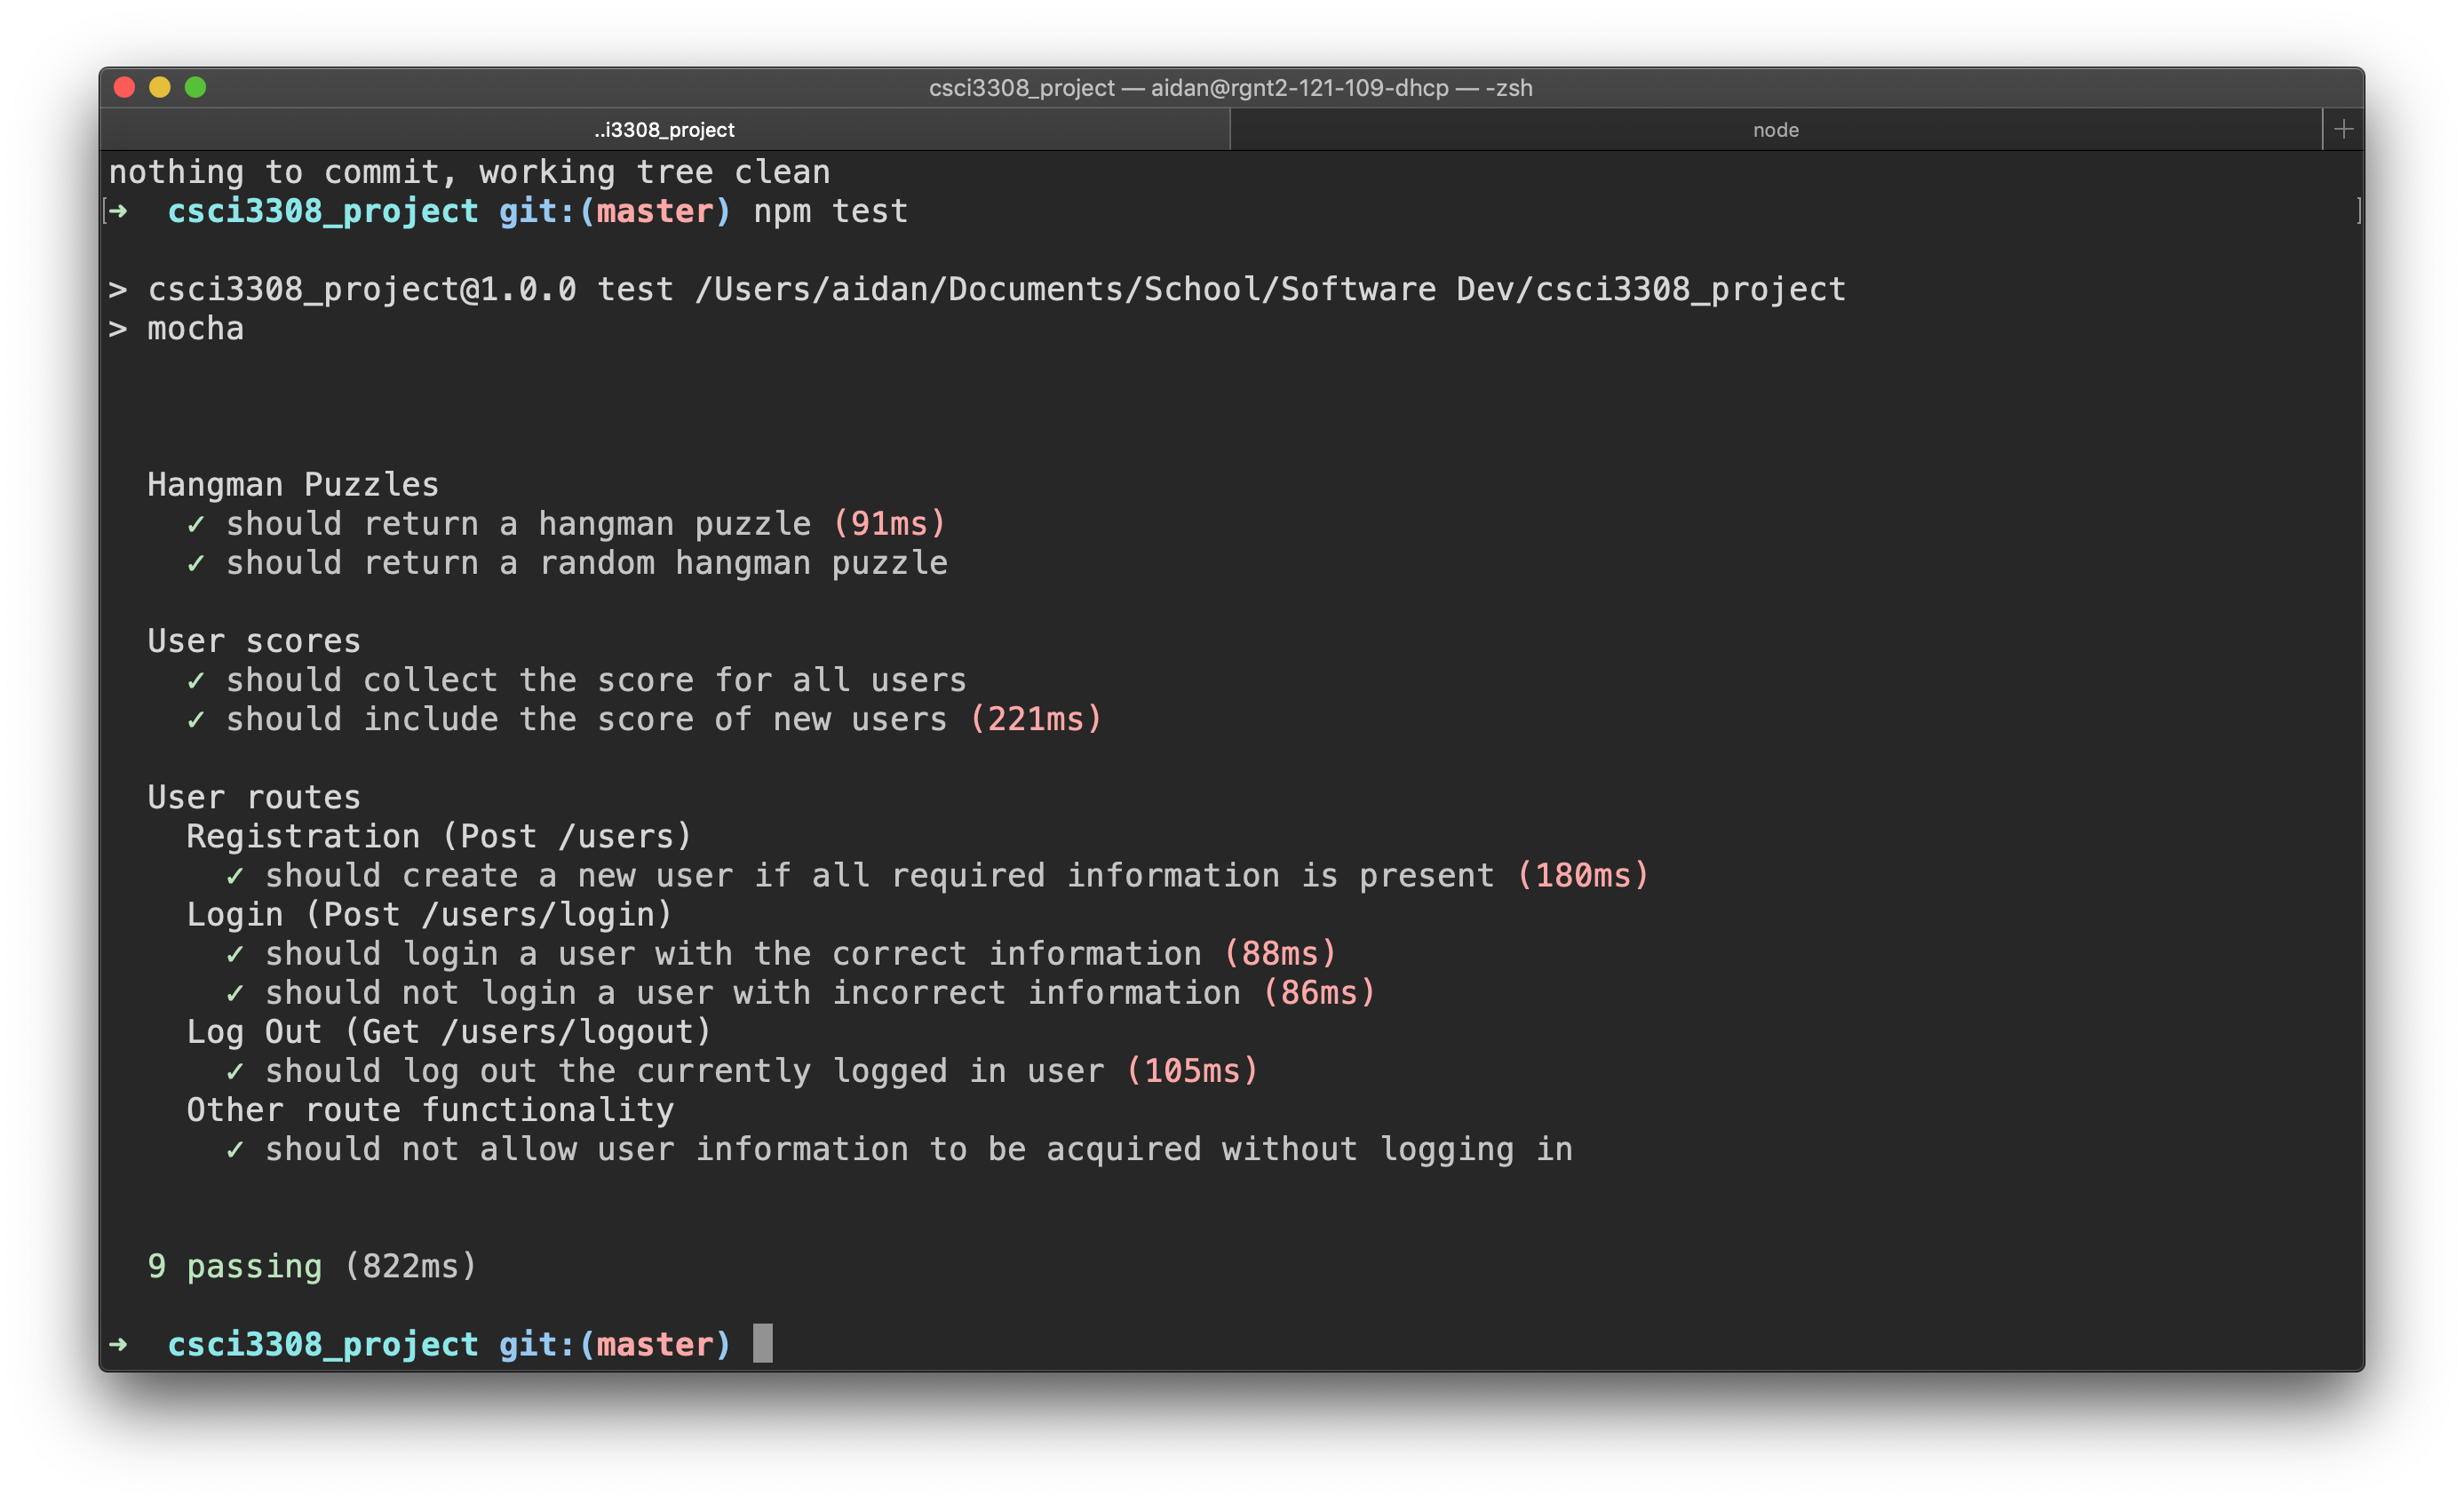 csci3308_project — aidan@rgnt2-121-109-dhcp — -zsh
..i3308_project
node
nothing to commit, working tree clean
[➜  csci3308_project git:(master) npm test ]
> csci3308_project@1.0.0 test /Users/aidan/Documents/School/Software Dev/csci3308_project
> mocha
Hangman Puzzles
✓ should return a hangman puzzle (91ms)
✓ should return a random hangman puzzle
User scores
✓ should collect the score for all users
✓ should include the score of new users (221ms)
User routes
Registration (Post /users)
✓ should create a new user if all required information is present (180ms)
Login (Post /users/login)
✓ should login a user with the correct information (88ms)
✓ should not login a user with incorrect information (86ms)
Log Out (Get /users/logout)
✓ should log out the currently logged in user (105ms)
Other route functionality
✓ should not allow user information to be acquired without logging in
9 passing (822ms)
➜  csci3308_project git:(master)